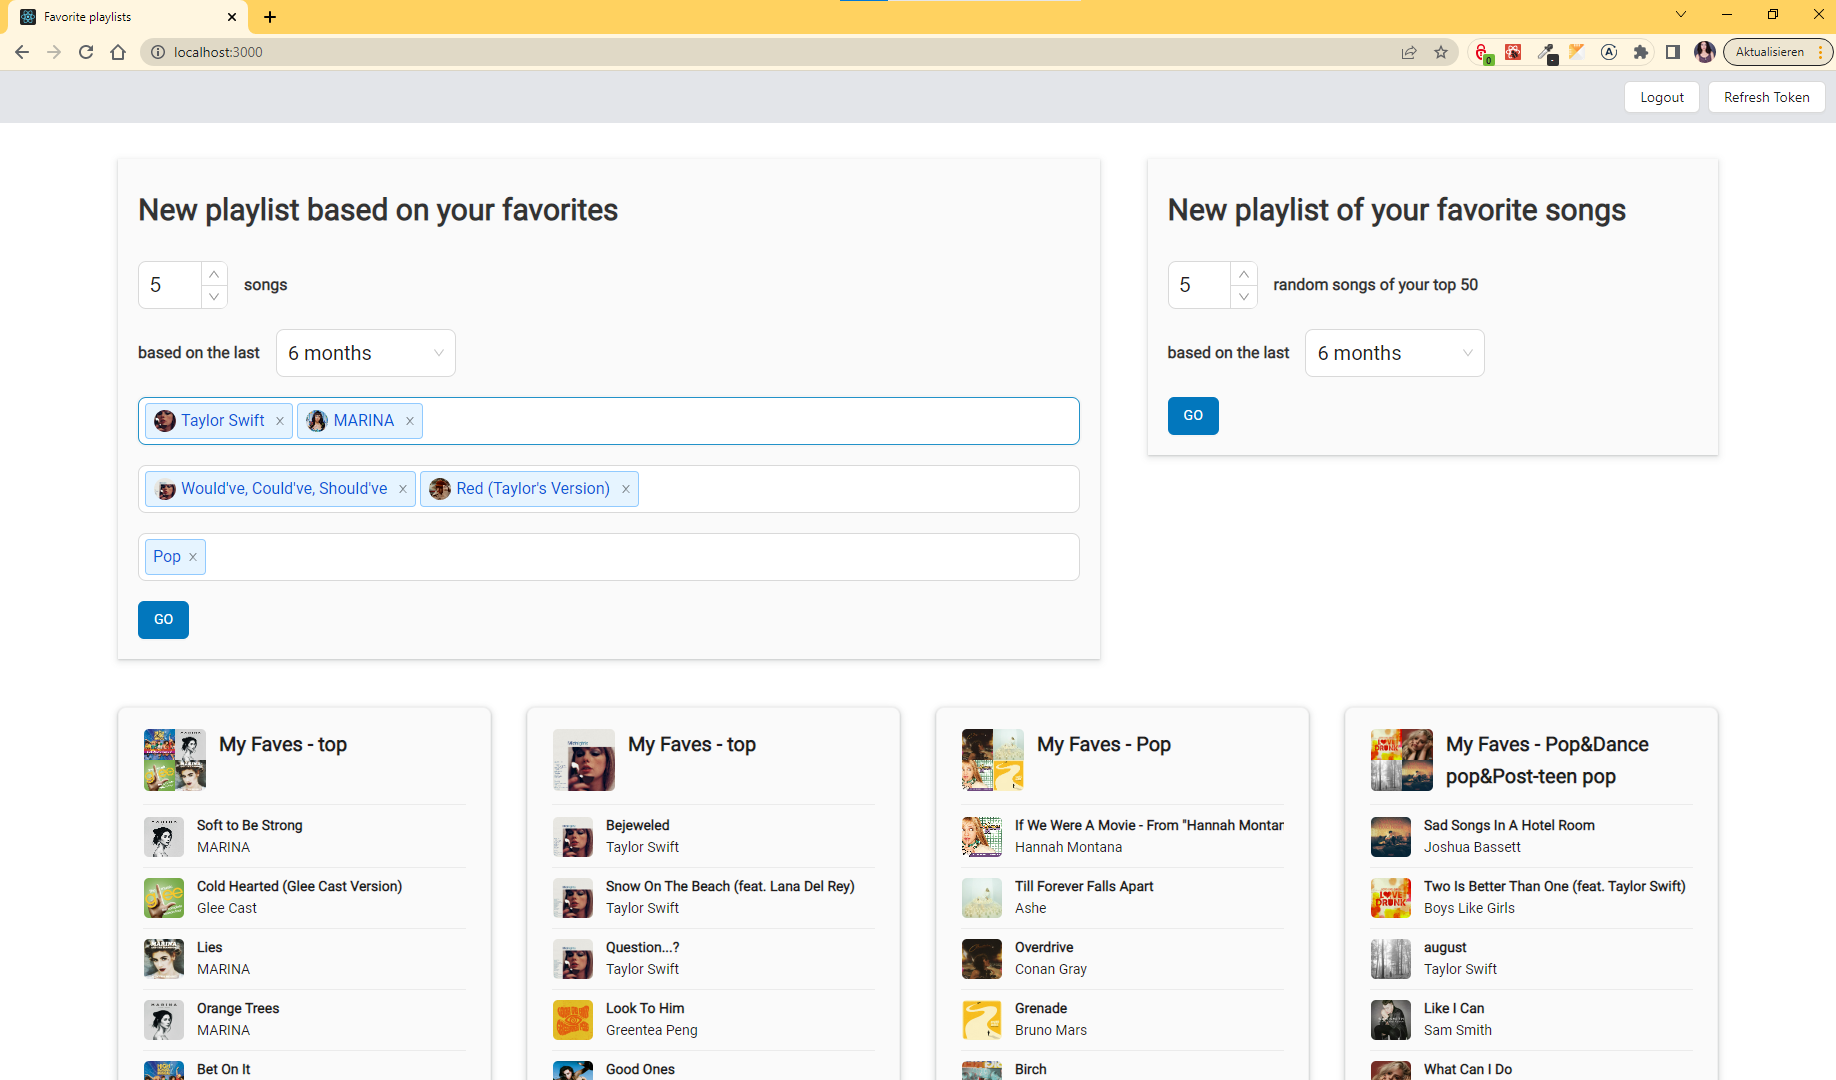 Favorite playlists
localhost:3000
0
Aktualisieren
Logout
Refresh Token
New playlist based on your favorites
5
songs
based on the last
6 months
Taylor Swift
MARINA
Would've, Could've, Should've
Red (Taylor's Version)
Pop
GO
New playlist of your favorite songs
5
random songs of your top 50
based on the last
6 months
GO
My Faves - top
Soft to Be Strong
MARINA
Cold Hearted (Glee Cast Version)
Glee Cast
Lies
MARINA
Orange Trees
MARINA
Bet On It
My Faves - top
Bejeweled
Taylor Swift
Snow On The Beach (feat. Lana Del Rey)
Taylor Swift
Question...?
Taylor Swift
Look To Him
Greentea Peng
Good Ones
My Faves - Pop
If We Were A Movie - From "Hannah Montan
Hannah Montana
Till Forever Falls Apart
Ashe
Overdrive
Conan Gray
Grenade
Bruno Mars
Birch
My Faves - Pop&Dance
pop&Post-teen pop
Sad Songs In A Hotel Room
Joshua Bassett
Two Is Better Than One (feat. Taylor Swift)
Boys Like Girls
august
Taylor Swift
Like I Can
Sam Smith
What Can I Do